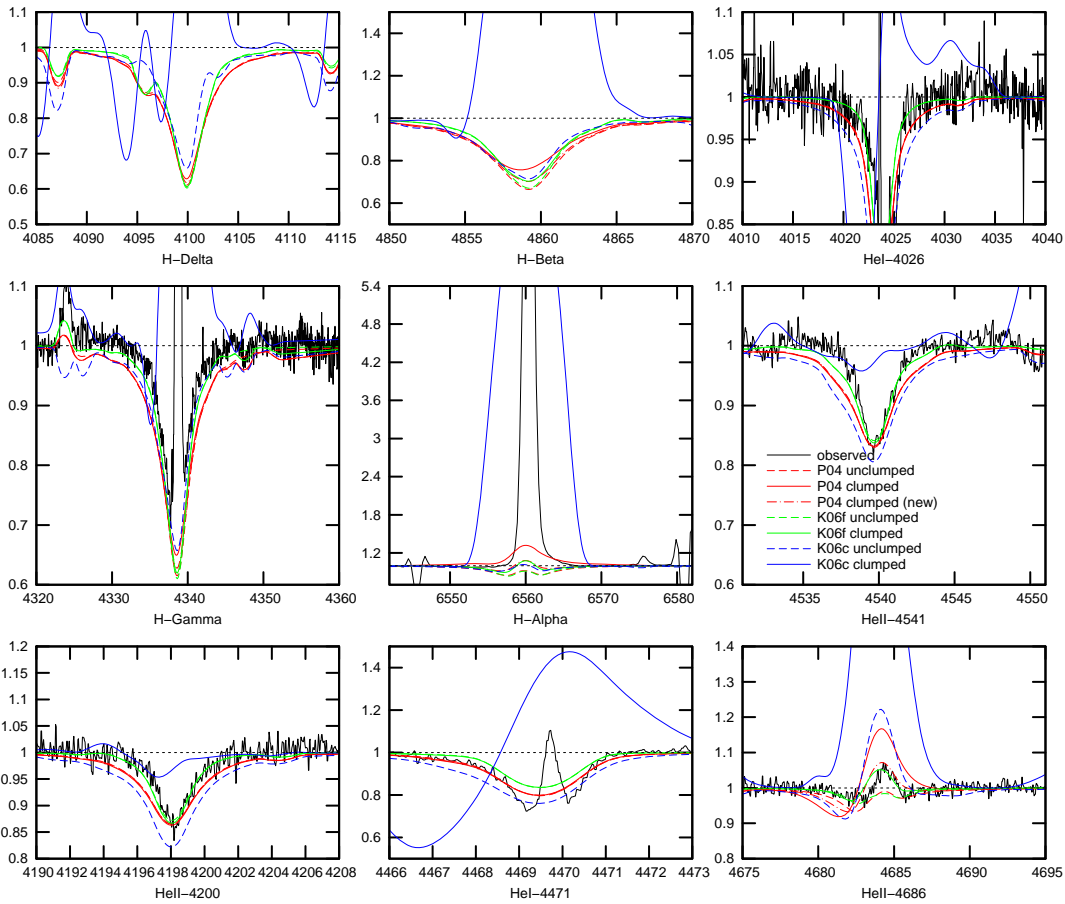 1.1
1
0.9
0.8
0.7
0.6
0.5
4085 4090 4095 4100 4105 4110 4115
H−Delta
1.4
1.2
1
0.8
0.6
4850 4855 4860 4865 4870
H−Beta
1.1
1.05
1
0.95
0.9
0.85
4010 4015 4020 4025 4030 4035 4040
HeI−4026
1.1
1
0.9
0.8
0.7
0.6
4320 4330 4340 4350 4360
H−Gamma
5.4
4.8
4.2
3.6
3
2.4
1.8
1.2
6550 6560 6570 6580
H−Alpha
1.1
1
0.9
0.8
0.7
0.6
4535 4540 4545 4550
HeII−4541
observed
P04 unclumped
P04 clumped
P04 clumped (new)
K06f unclumped
K06f clumped
K06c unclumped
K06c clumped
1.2
1.15
1.1
1.05
1
0.95
0.9
0.85
0.8
4190 4192 4194 4196 4198 4200 4202 4204 4206 4208
HeII−4200
1.4
1.2
1
0.8
0.6
4466 4467 4468 4469 4470 4471 4472 4473
HeI−4471
1.4
1.3
1.2
1.1
1
0.9
0.8
4675 4680 4685 4690 4695
HeII−4686